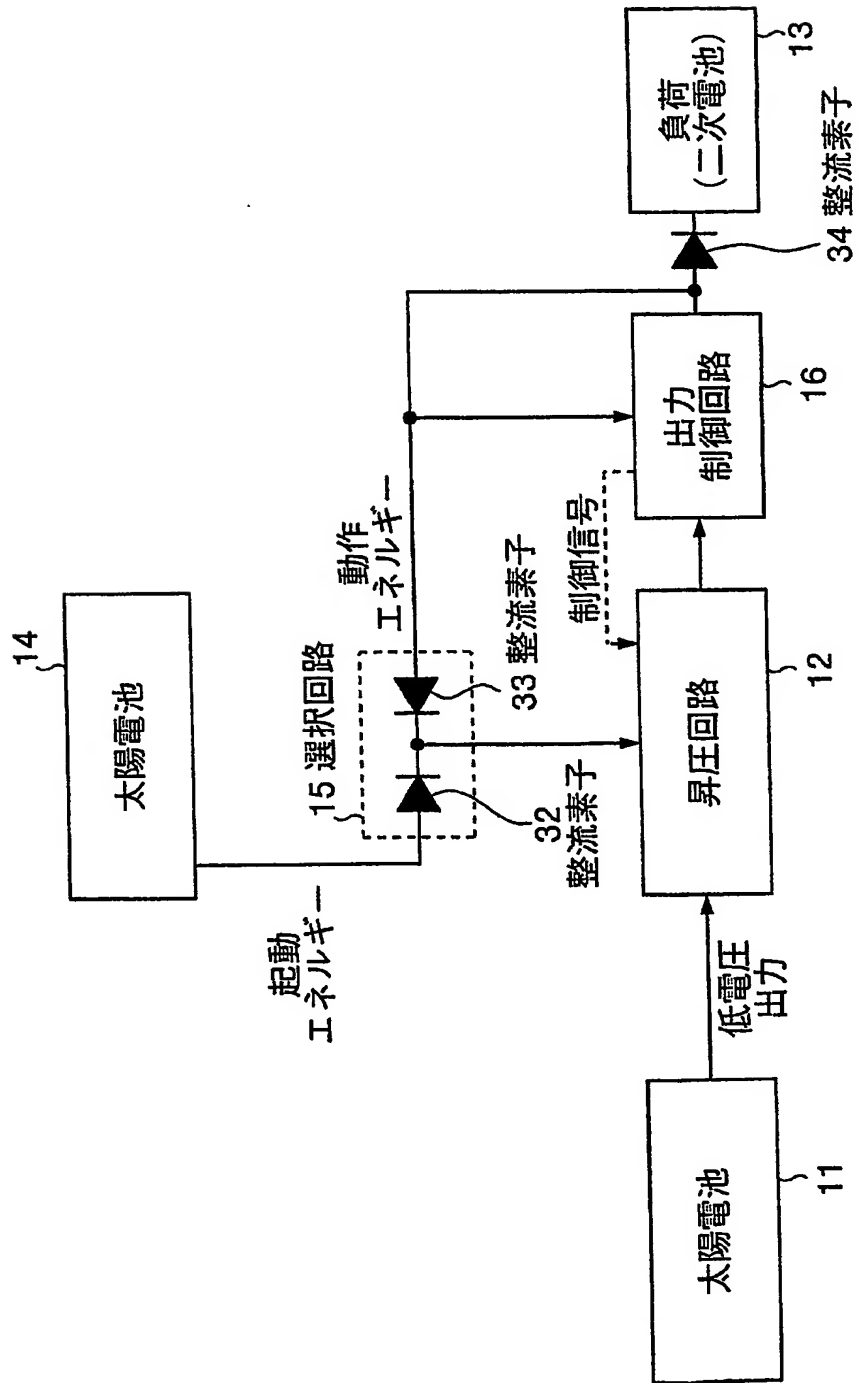 14
太陽電池
起動
エネルギー
15 選択回路
動作
エネルギー
32
整流素子
33 整流素子
制御信号
太陽電池
11
低電圧
出力
昇圧回路
12
出力
制御回路
16
34 整流素子
負荷
(二次電池)
13